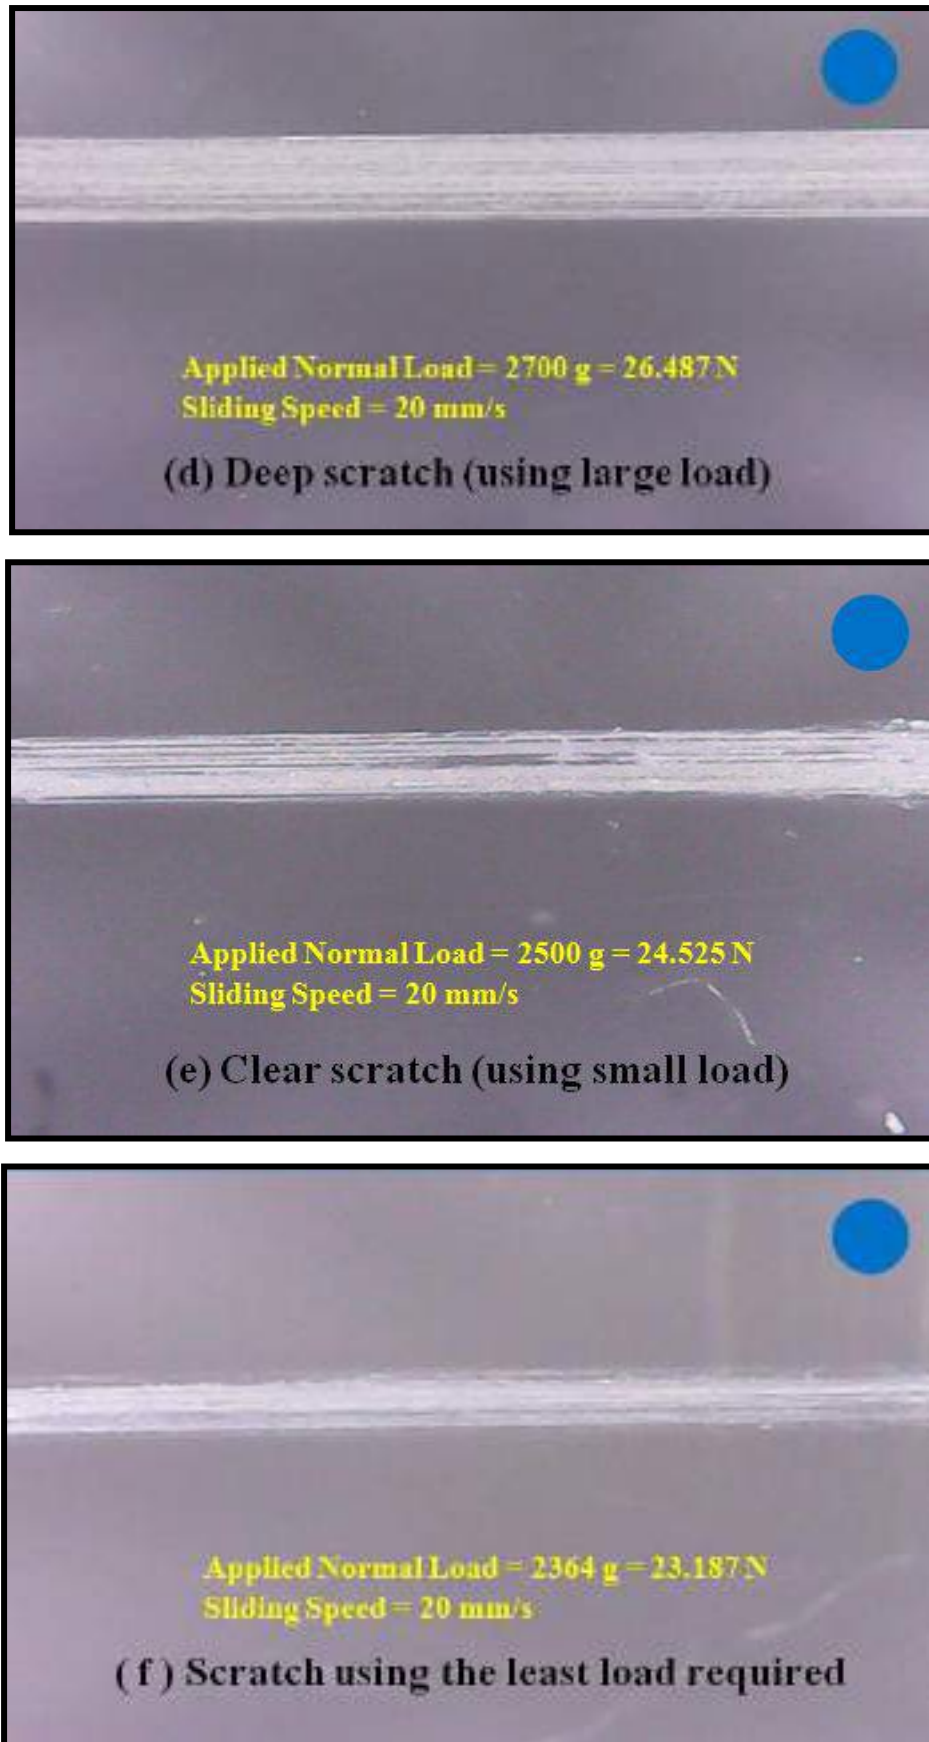 Applied Normal Load = 2700 g = 26.487 N
Sliding Speed = 20 mm/s
(d) Deep scratch (using large load)
Applied Normal Load = 2500 g = 24.525 N
Sliding Speed = 20 mm/s
(e) Clear scratch (using small load)
Applied Normal Load = 2364 g = 23.187 N
Sliding Speed = 20 mm/s
( f ) Scratch using the least load required